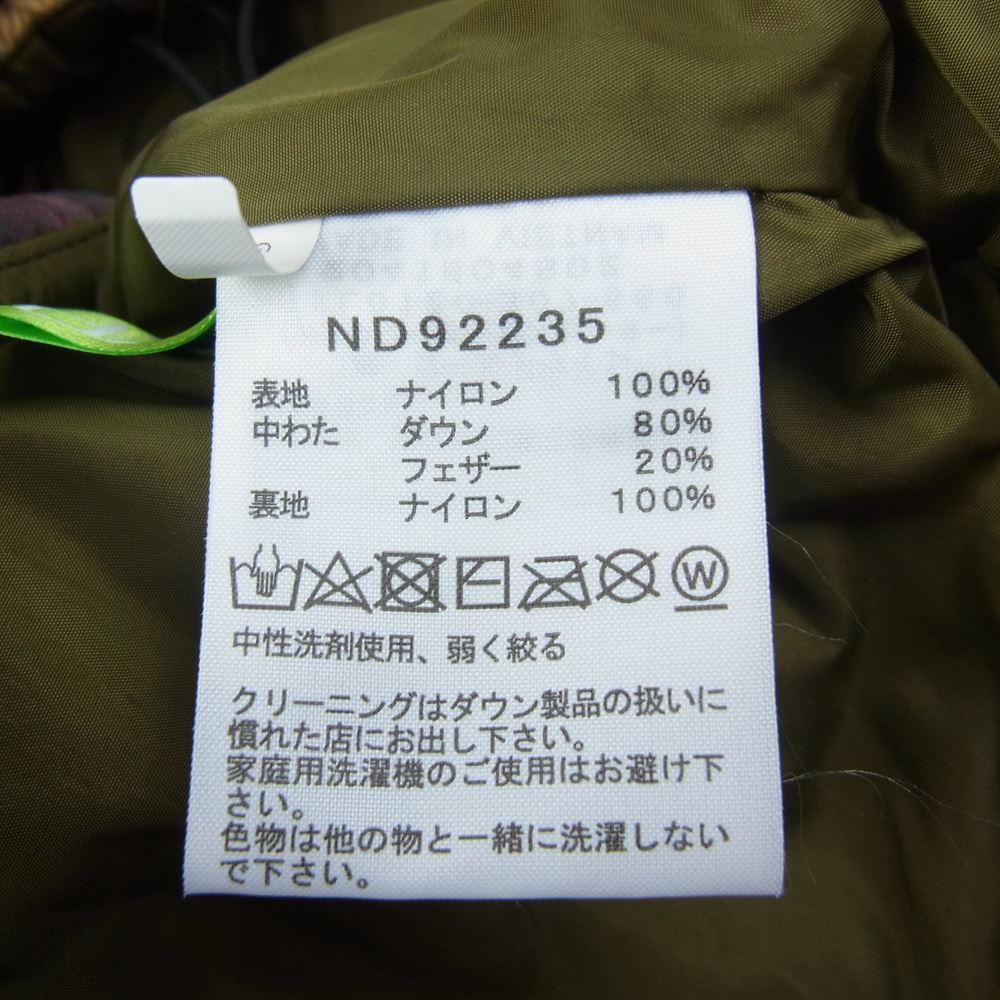 ND92235
表地 ナイロン 100%
中わた ダウン 80%
フェザー 20%
裏地 ナイロン 100%
W
中性洗剤使用、弱く絞る
クリーニングはダウン製品の扱いに
慣れた店にお出し下さい。
家庭用洗濯機のご使用はお避け下
さい。
色物は他の物と一緒に洗濯しない
で下さい。